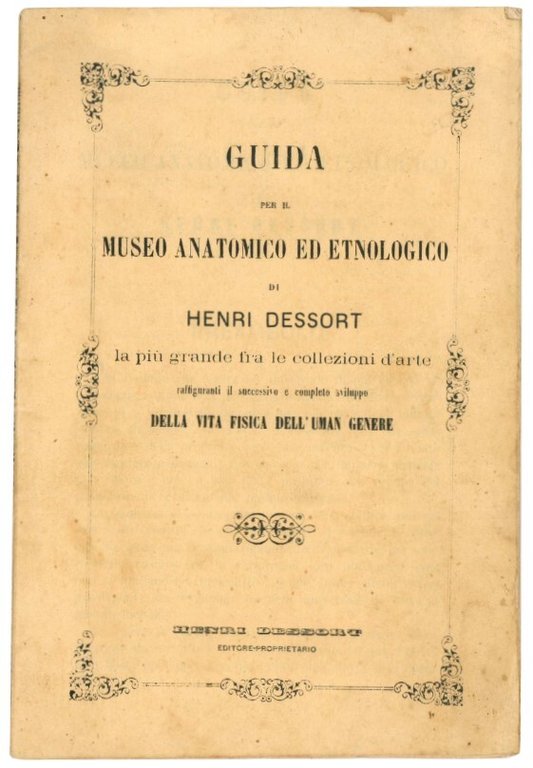 GUIDA
PER IL
MUSEO ANATOMICO ED ETNOLOGICO
DI
HENRI DESSORT
la più grande fra le collezioni d'arte
raffiguranti il successivo e completo sviluppo
DELLA VITA FISICA DELL'UMAN GENERE
HENRI DESSORT
EDITORE-PROPRIETARIO